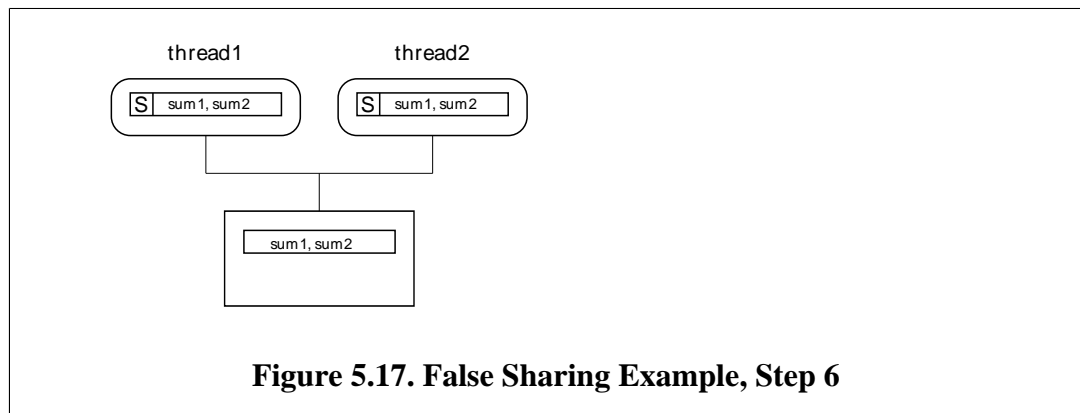 thread1 thread2
S sum1, sum2 S sum1, sum2
sum1, sum2
Figure 5.17. False Sharing Example, Step 6